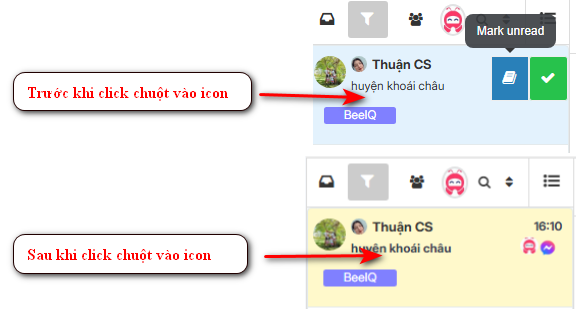 Mark unread
Thuận CS
huyện khoái châu
Trước khi click chuột vào icon
BeeIQ
Thuận CS
16:10
huyện khoái châu
Sau khi click chuột vào icon
BeeIQ